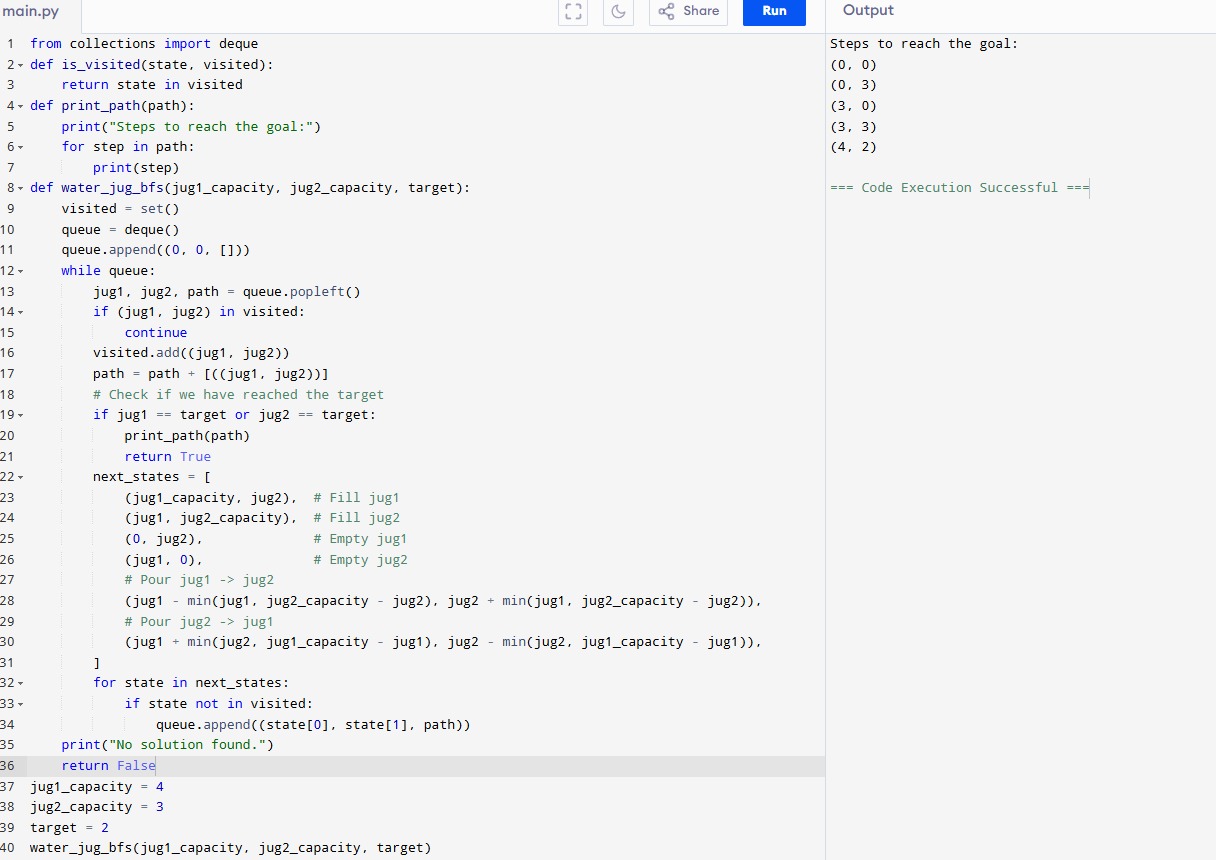 main.py
Share
Run
Output
1 from collections import deque
2 def is_visited(state, visited):
3     return state in visited
4 def print_path(path):
5     print("Steps to reach the goal:")
6     for step in path:
7         print(step)
8 def water_jug_bfs(jug1_capacity, jug2_capacity, target):
9     visited = set()
10     queue = deque()
11     queue.append((0, 0, []))
12     while queue:
13         jug1, jug2, path = queue.popleft()
14         if (jug1, jug2) in visited:
15             continue
16         visited.add((jug1, jug2))
17         path = path + [((jug1, jug2))]
18         # Check if we have reached the target
19         if jug1 == target or jug2 == target:
20             print_path(path)
21             return True
22         next_states = [
23             (jug1_capacity, jug2),  # Fill jug1
24             (jug1, jug2_capacity),  # Fill jug2
25             (0, jug2),              # Empty jug1
26             (jug1, 0),              # Empty jug2
27             # Pour jug1 -> jug2
28             (jug1 - min(jug1, jug2_capacity - jug2), jug2 + min(jug1, jug2_capacity - jug2)),
29             # Pour jug2 -> jug1
30             (jug1 + min(jug2, jug1_capacity - jug1), jug2 - min(jug2, jug1_capacity - jug1)),
31         ]
32         for state in next_states:
33             if state not in visited:
34                 queue.append((state[0], state[1], path))
35     print("No solution found.")
36     return False
37 jug1_capacity = 4
38 jug2_capacity = 3
39 target = 2
40 water_jug_bfs(jug1_capacity, jug2_capacity, target)
Steps to reach the goal:
(0, 0)
(0, 3)
(3, 0)
(3, 3)
(4, 2)
=== Code Execution Successful ===